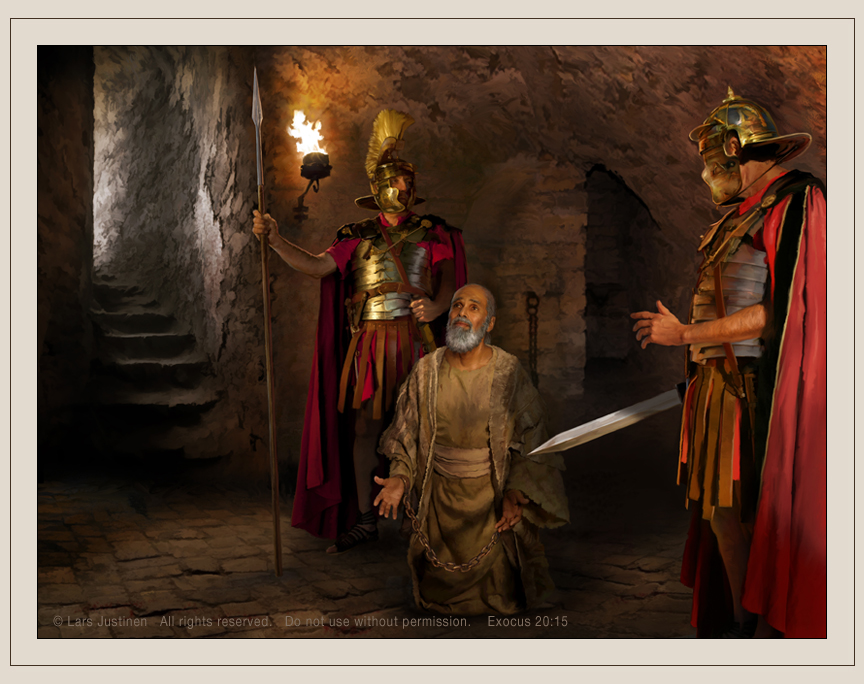 © Lars Justinen All rights reserved. Do not use without permission. Exocus 20:15